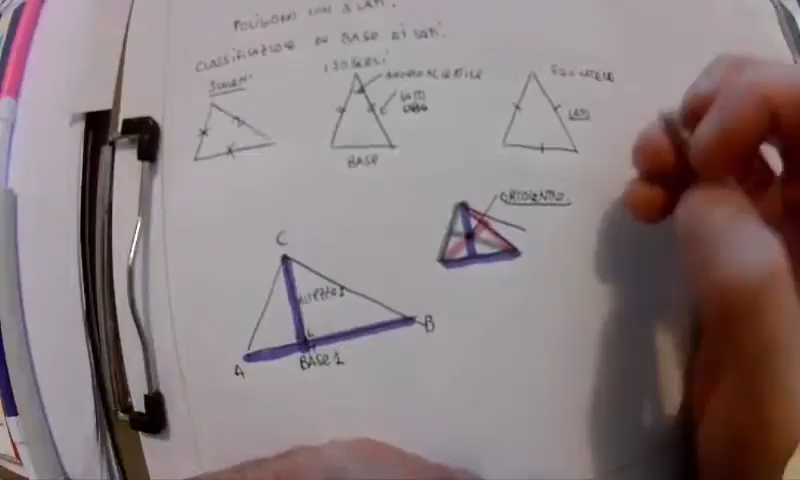 POLIGONI CON 3 LATI.
CLASSIFICAZIONE IN BASE AI LATI.
SCALENI
ISOSCELI
ANGOLO AL VERTICE
LATO
BASE
EQUILATERO
LATI
ORTOCENTRO
C
ALTEZZA 1
B
A
BASE 1